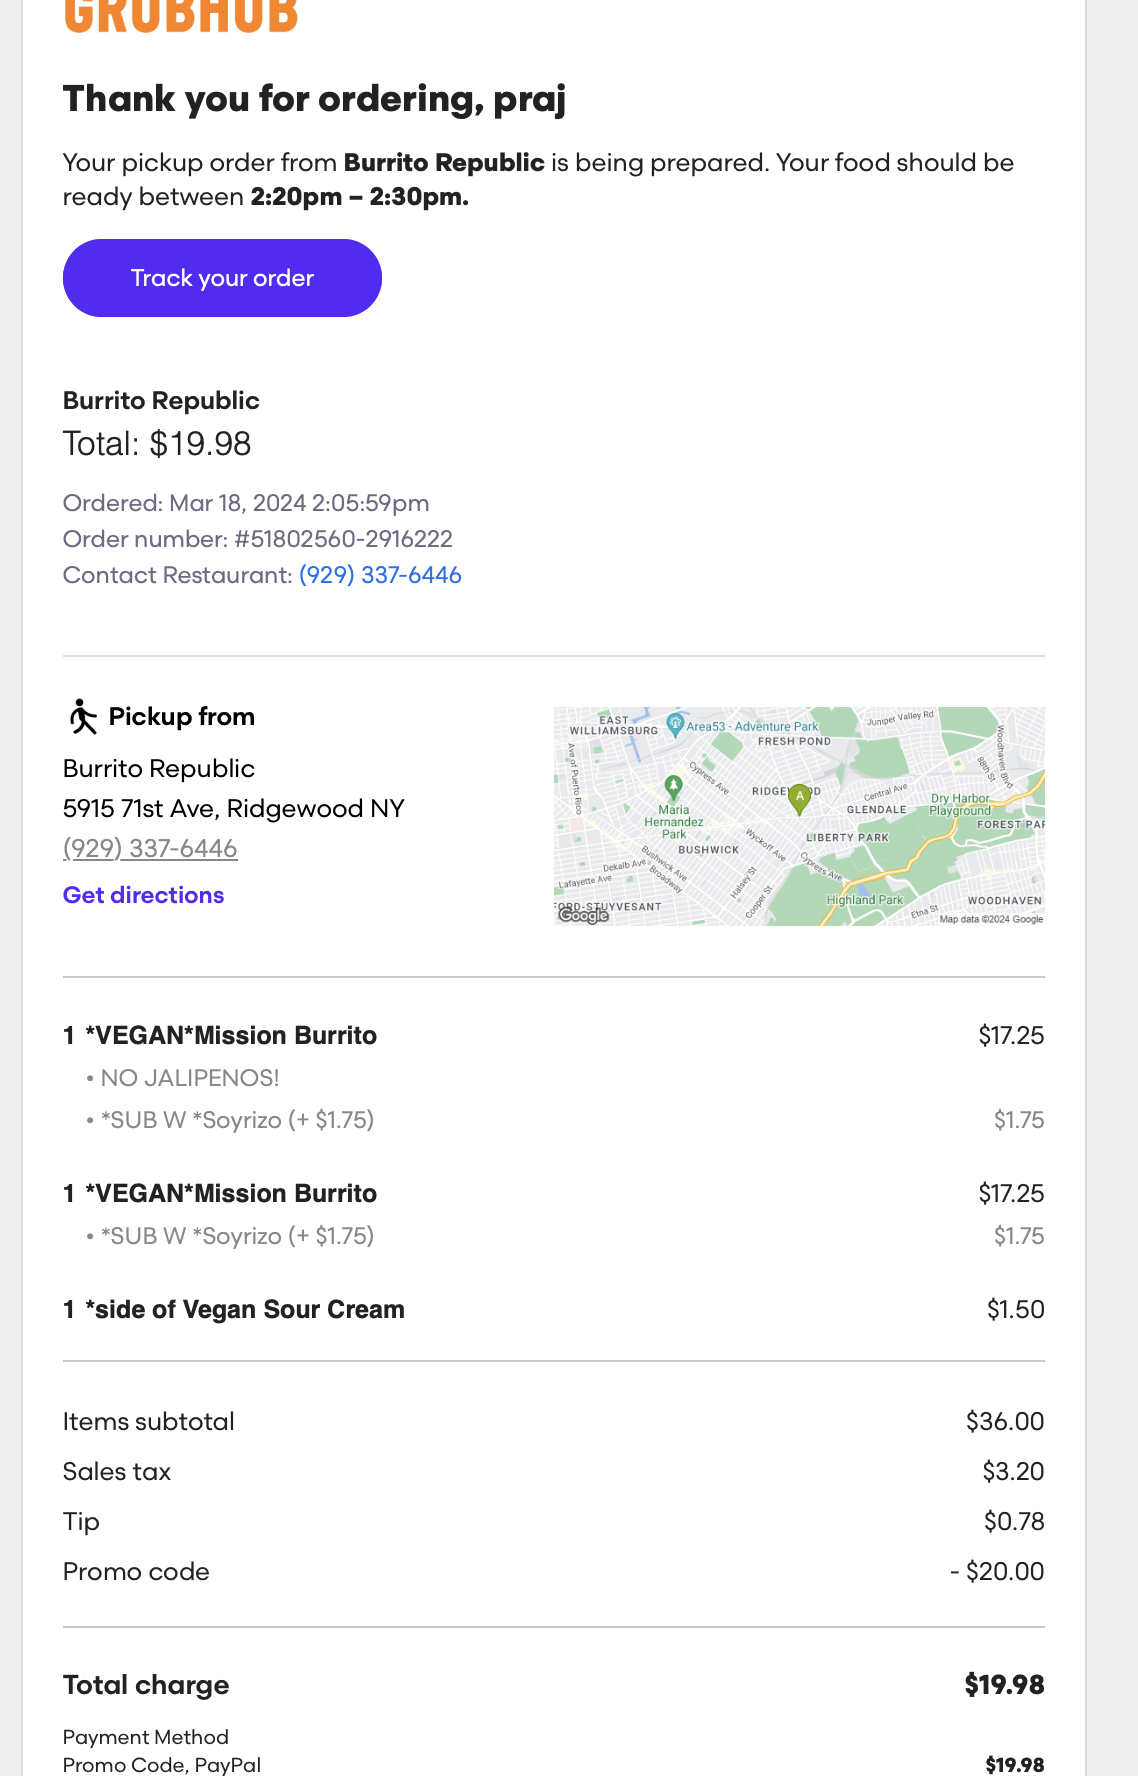 GRUBHUB
Thank you for ordering, praj
Your pickup order from Burrito Republic is being prepared. Your food should be
ready between 2:20pm – 2:30pm.
Track your order
Burrito Republic
Total: $19.98
Ordered: Mar 18, 2024 2:05:59pm
Order number: #51802560-2916222
Contact Restaurant: (929) 337-6446
Pickup from
Burrito Republic
5915 71st Ave, Ridgewood NY
(929) 337-6446
Get directions
EAST
WILLIAMSBURG
Area53 - Adventure Park
Juniper Valley Rd
FRESH POND
Woodhaven Blvd
88th St
Ave of Puerto Rico
Cypress Ave
RIDGEWOOD
A
Central Ave
GLENDALE
Dry Harbor
Playground
FOREST PAR
Maria
Hernandez
Park
LIBERTY PARK
Wyckoff Ave
BUSHWICK
Cypress Ave
Bushwick Ave
Dekalb Ave
Broadway
Lafayette Ave
Halsey St
Cooper St
Highland Park
WOODHAVEN
FORD-STUYVESANT
Etna St
Google
Map data ©2024 Google
1 *VEGAN*Mission Burrito $17.25
• NO JALIPENOS!
• *SUB W *Soyrizo (+ $1.75) $1.75
1 *VEGAN*Mission Burrito $17.25
• *SUB W *Soyrizo (+ $1.75) $1.75
1 *side of Vegan Sour Cream $1.50
Items subtotal $36.00
Sales tax $3.20
Tip $0.78
Promo code - $20.00
Total charge $19.98
Payment Method
Promo Code, PayPal $19.98